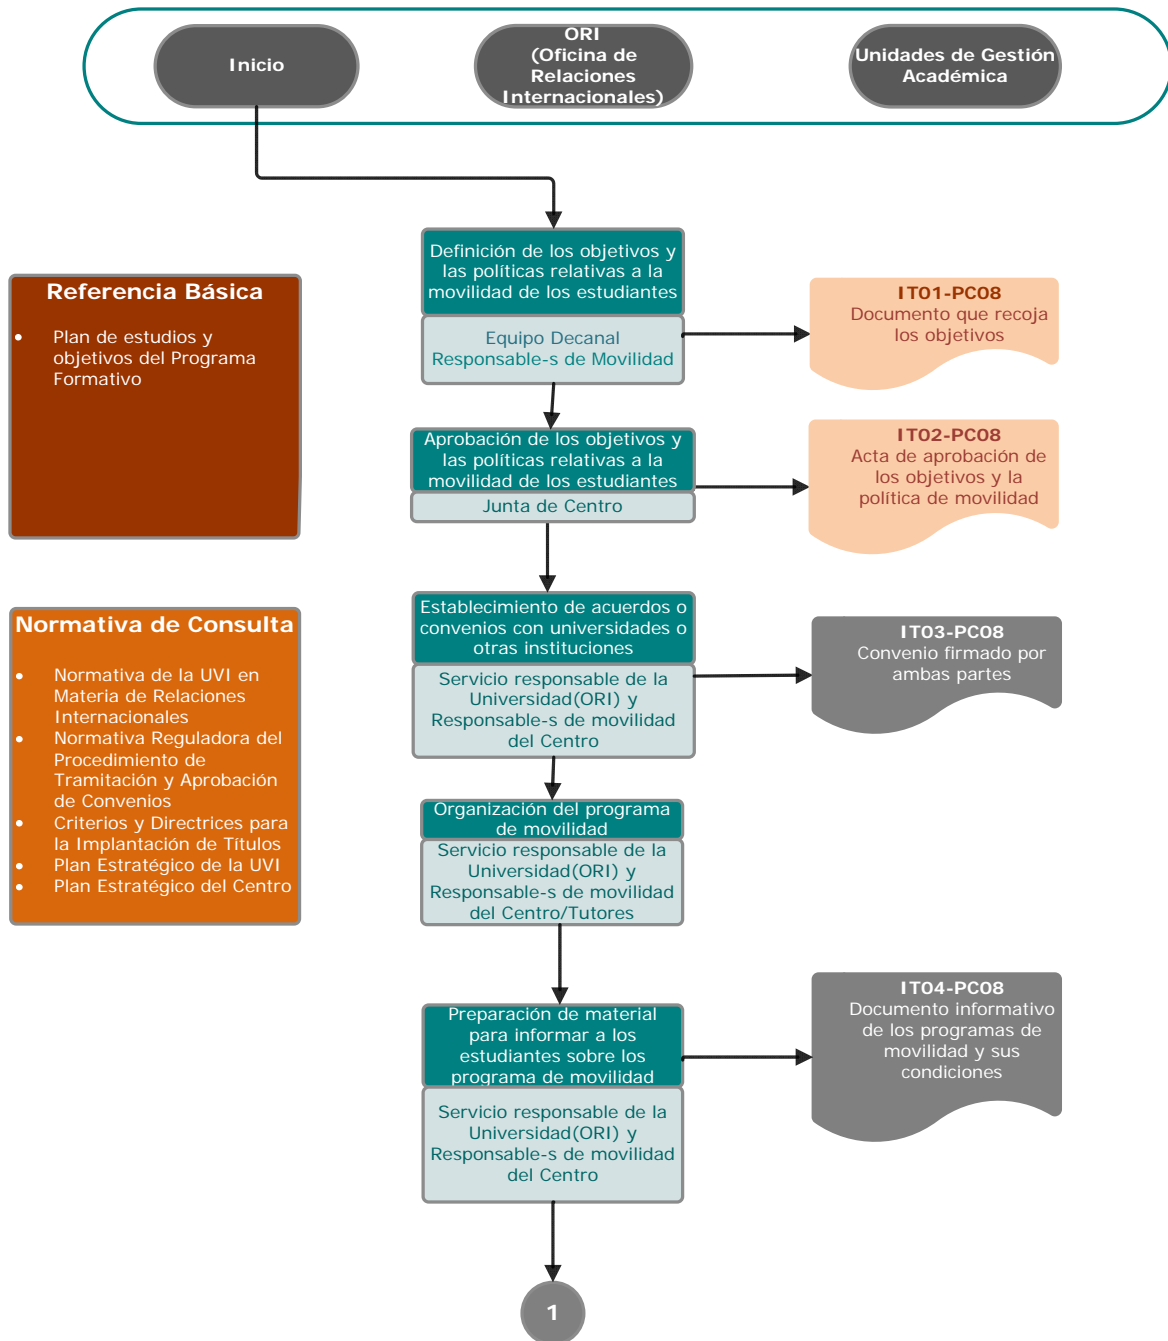 Inicio
ORI
(Oficina de
Relaciones
Internacionales)
Unidades de Gestión
Académica
Definición de los objetivos y
las políticas relativas a la
movilidad de los estudiantes
Equipo Decanal
Responsable-s de Movilidad
IT01-PC08
Documento que recoja
los objetivos
Referencia Básica
• Plan de estudios y
objetivos del Programa
Formativo
Aprobación de los objetivos y
las políticas relativas a la
movilidad de los estudiantes
Junta de Centro
IT02-PC08
Acta de aprobación de
los objetivos y la
política de movilidad
Normativa de Consulta
• Normativa de la UVI en
Materia de Relaciones
Internacionales
• Normativa Reguladora del
Procedimiento de
Tramitación y Aprobación
de Convenios
• Criterios y Directrices para
la Implantación de Títulos
• Plan Estratégico de la UVI
• Plan Estratégico del Centro
Establecimiento de acuerdos o
convenios con universidades o
otras instituciones
Servicio responsable de la
Universidad(ORI) y
Responsable-s de movilidad
del Centro
IT03-PC08
Convenio firmado por
ambas partes
Organización del programa
de movilidad
Servicio responsable de la
Universidad(ORI) y
Responsable-s de movilidad
del Centro/Tutores
Preparación de material
para informar a los
estudiantes sobre los
programa de movilidad
Servicio responsable de la
Universidad(ORI) y
Responsable-s de movilidad
del Centro
IT04-PC08
Documento informativo
de los programas de
movilidad y sus
condiciones
1